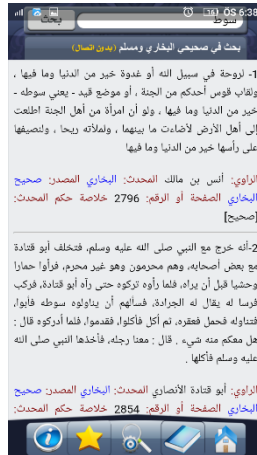 6:38
سوط
بحث
بحث في صحيحي البخاري ومسلم (بدون اتصال)
1- لروحة في سبيل الله أو غدوة خير من الدنيا وما فيها ،
ولقاب قوس أحدكم من الجنة ، أو موضع قيد - يعني سوطه -
خير من الدنيا وما فيها ، ولو أن امرأة من أهل الجنة اطلعت
إلى أهل الأرض لأضاءت ما بينهما ، ولملأته ريحا ، ولنصيفها
على رأسها خير من الدنيا وما فيها
الراوي: أنس بن مالك المحدث: البخاري المصدر: صحيح
البخاري الصفحة أو الرقم: 2796 خلاصة حكم المحدث:
[صحيح]
2-أنه خرج مع النبي صلى الله عليه وسلم، فتخلف أبو قتادة
مع بعض أصحابه، وهم محرمون وهو غير محرم، فرأوا حمارا
وحشيا قبل أن يراه، فلما رأوه تركوه حتى رآه أبو قتادة، فركب
فرسا له يقال له الجرادة، فسألهم أن يناولوه سوطه فأبوا،
فتناوله فحمل فعقره، ثم أكل فأكلوا، فقدموا، فلما أدركوه قال :
هل معكم منه شيء . قال : معنا رجله، فأخذها النبي صلى الله
عليه وسلم فأكلها .
الراوي: أبو قتادة الأنصاري المحدث: البخاري المصدر: صحيح
البخاري الصفحة أو الرقم: 2854 خلاصة حكم المحدث: